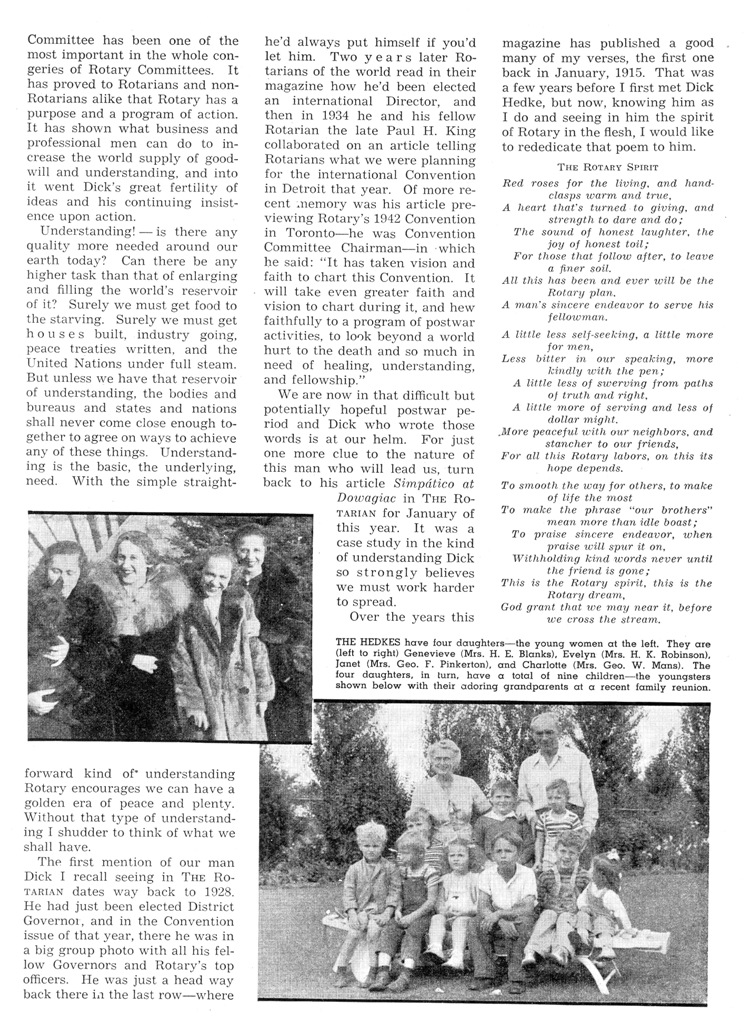 Committee has been one of the
most important in the whole con-
geries of Rotary Committees. It
has proved to Rotarians and non-
Rotarians alike that Rotary has a
purpose and a program of action.
It has shown what business and
professional men can do to in-
crease the world supply of good-
will and understanding, and into
it went Dick's great fertility of
ideas and his continuing insist-
ence upon action.
Understanding! — is there any
quality more needed around our
earth today? Can there be any
higher task than that of enlarging
and filling the world's reservoir
of it? Surely we must get food to
the starving. Surely we must get
houses built, industry going,
peace treaties written, and the
United Nations under full steam.
But unless we have that reservoir
of understanding, the bodies and
bureaus and states and nations
shall never come close enough to-
gether to agree on ways to achieve
any of these things. Understand-
ing is the basic, the underlying,
need. With the simple straight-
forward kind of understanding
Rotary encourages we can have a
golden era of peace and plenty.
Without that type of understand-
ing I shudder to think of what we
shall have.
The first mention of our man
Dick I recall seeing in THE RO-
TARIAN dates way back to 1928.
He had just been elected District
Governor, and in the Convention
issue of that year, there he was in
a big group photo with all his fel-
low Governors and Rotary's top
officers. He was just a head way
back there in the last row—where
he'd always put himself if you'd
let him. Two years later Ro-
tarians of the world read in their
magazine how he'd been elected
an international Director, and
then in 1934 he and his fellow
Rotarian the late Paul H. King
collaborated on an article telling
Rotarians what we were planning
for the international Convention
in Detroit that year. Of more re-
cent memory was his article pre-
viewing Rotary's 1942 Convention
in Toronto—he was Convention
Committee Chairman—in which
he said: "It has taken vision and
faith to chart this Convention. It
will take even greater faith and
vision to chart during it, and hew
faithfully to a program of postwar
activities, to look beyond a world
hurt to the death and so much in
need of healing, understanding,
and fellowship."
We are now in that difficult but
potentially hopeful postwar pe-
riod and Dick who wrote those
words is at our helm. For just
one more clue to the nature of
this man who will lead us, turn
back to his article Simpático at
Dowagiac in THE RO-
TARIAN for January of
this year. It was a
case study in the kind
of understanding Dick
so strongly believes
we must work harder
to spread.
Over the years this
magazine has published a good
many of my verses, the first one
back in January, 1915. That was
a few years before I first met Dick
Hedke, but now, knowing him as
I do and seeing in him the spirit
of Rotary in the flesh, I would like
to rededicate that poem to him.
THE ROTARY SPIRIT
Red roses for the living, and hand-
clasps warm and true,
A heart that's turned to giving, and
strength to dare and do;
The sound of honest laughter, the
joy of honest toil;
For those that follow after, to leave
a finer soil.
All this has been and ever will be the
Rotary plan,
A man's sincere endeavor to serve his
fellowman.
A little less self-seeking, a little more
for men,
Less bitter in our speaking, more
kindly with the pen;
A little less of swerving from paths
of truth and right,
A little more of serving and less of
dollar might.
More peaceful with our neighbors, and
stancher to our friends,
For all this Rotary labors, on this its
hope depends.
To smooth the way for others, to make
of life the most
To make the phrase "our brothers"
mean more than idle boast;
To praise sincere endeavor, when
praise will spur it on,
Withholding kind words never until
the friend is gone;
This is the Rotary spirit, this is the
Rotary dream,
God grant that we may near it, before
we cross the stream.
THE HEDKES have four daughters—the young women at the left. They are
(left to right) Genevieve (Mrs. H. E. Blanks), Evelyn (Mrs. H. K. Robinson),
Janet (Mrs. Geo. F. Pinkerton), and Charlotte (Mrs. Geo. W. Mans). The
four daughters, in turn, have a total of nine children—the youngsters
shown below with their adoring grandparents at a recent family reunion.